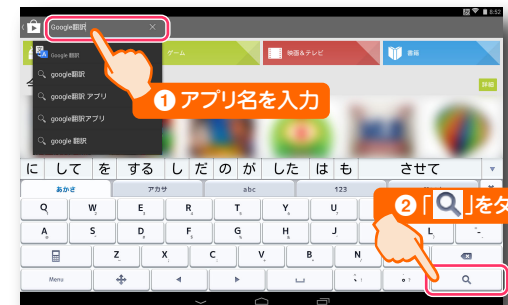 8:52
Google翻訳 ×
Google 翻訳
google翻訳
google翻訳 アプリ
google翻訳アプリ
google 翻訳
ゲーム
映画&テレビ
書籍
詳細
① アプリ名を入力
に して を する し だ の が した は も させて
あかさ アカサ abc 123
②「」をタ
Q W E R T Y U
A S D F G H J L
Z X C V B N
Menu